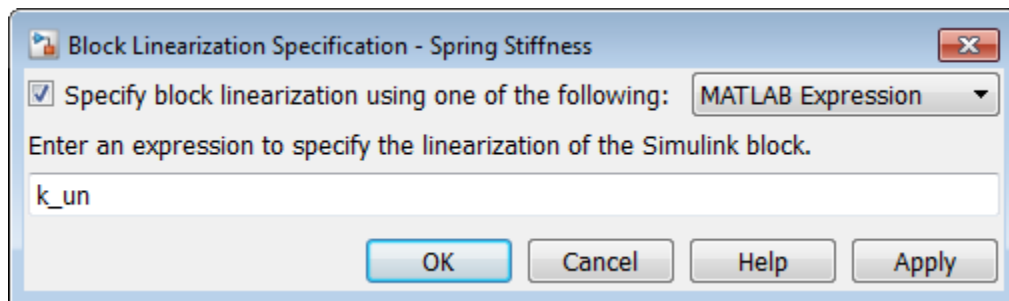 Block Linearization Specification - Spring Stiffness
Specify block linearization using one of the following: MATLAB Expression
Enter an expression to specify the linearization of the Simulink block.
k_un
OK Cancel Help Apply